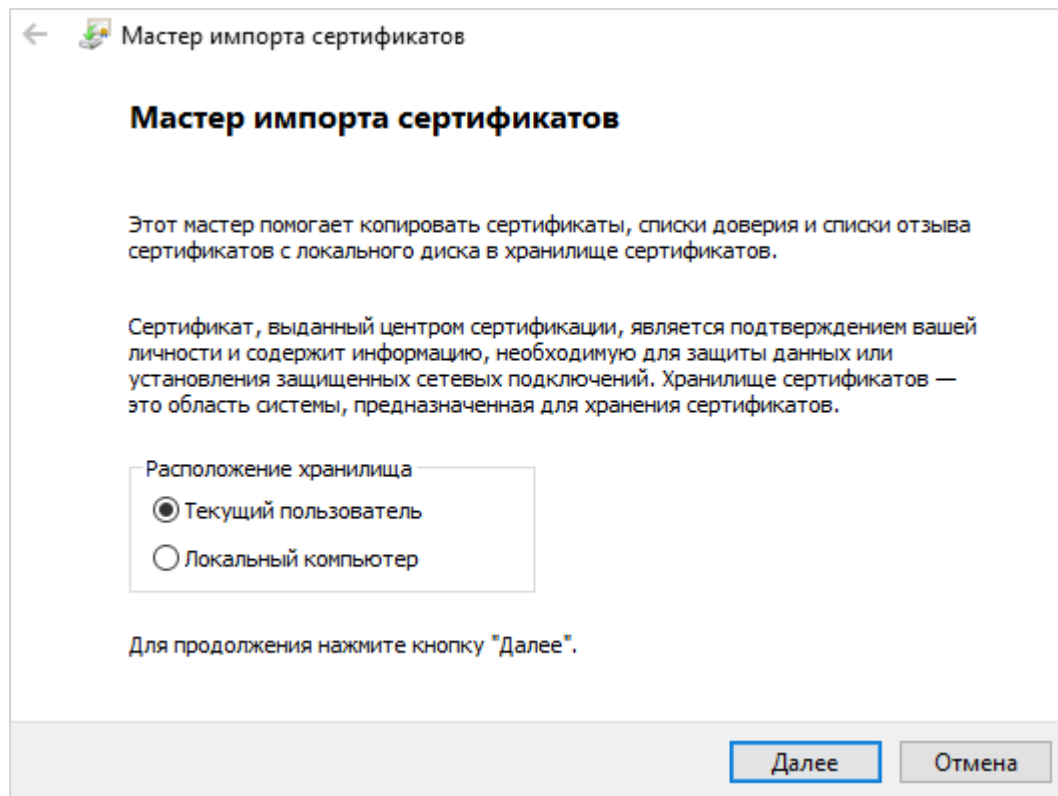 Мастер импорта сертификатов
Мастер импорта сертификатов
Этот мастер помогает копировать сертификаты, списки доверия и списки отзыва
сертификатов с локального диска в хранилище сертификатов.
Сертификат, выданный центром сертификации, является подтверждением вашей
личности и содержит информацию, необходимую для защиты данных или
установления защищенных сетевых подключений. Хранилище сертификатов —
это область системы, предназначенная для хранения сертификатов.
Расположение хранилища
Текущий пользователь
Локальный компьютер
Для продолжения нажмите кнопку "Далее".
Далее
Отмена